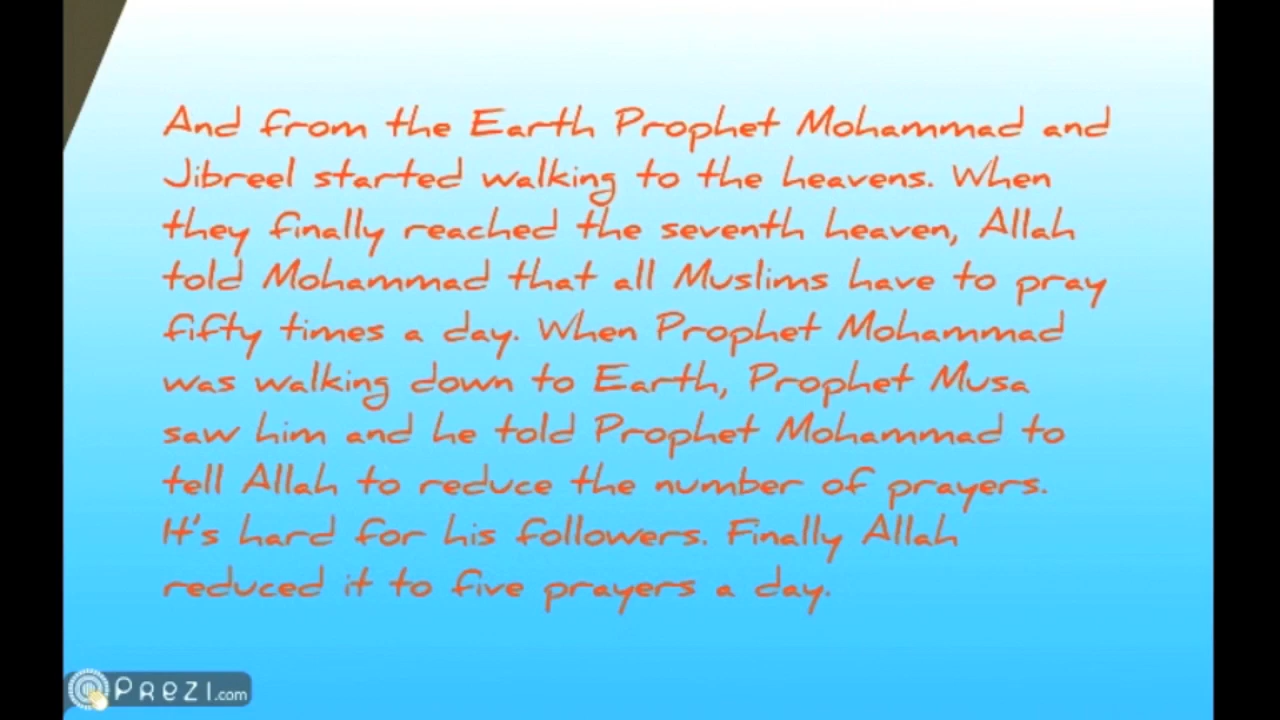 And from the Earth Prophet Mohammad and
Jibreel started walking to the heavens. When
they finally reached the seventh heaven, Allah
told Mohammad that all Muslims have to pray
fifty times a day. When Prophet Mohammad
was walking down to Earth, Prophet Musa
saw him and he told Prophet Mohammad to
tell Allah to reduce the number of prayers.
It's hard for his followers. Finally Allah
reduced it to five prayers a day.
PREZI.com